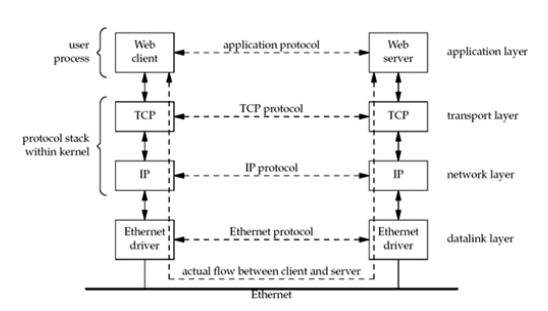 user
process
Web
client
application protocol
Web
server
application layer
protocol stack
within kernel
TCP
TCP protocol
TCP
transport layer
IP
IP protocol
IP
network layer
Ethernet
driver
Ethernet protocol
Ethernet
driver
datalink layer
actual flow between client and server
Ethernet